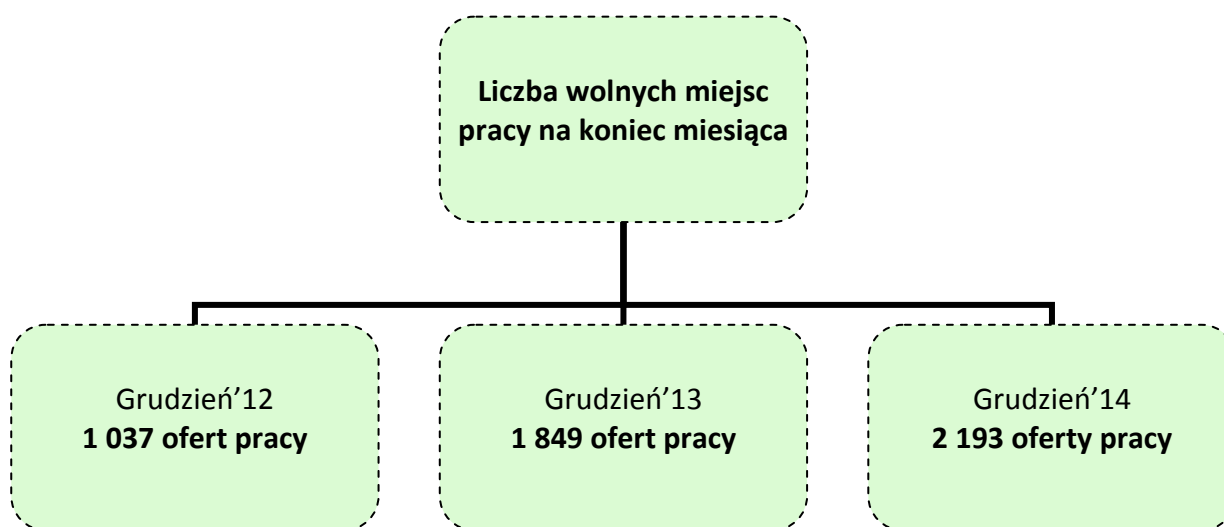 Liczba wolnych miejsc
pracy na koniec miesiąca
Grudzień’12
1 037 ofert pracy
Grudzień’13
1 849 ofert pracy
Grudzień’14
2 193 oferty pracy